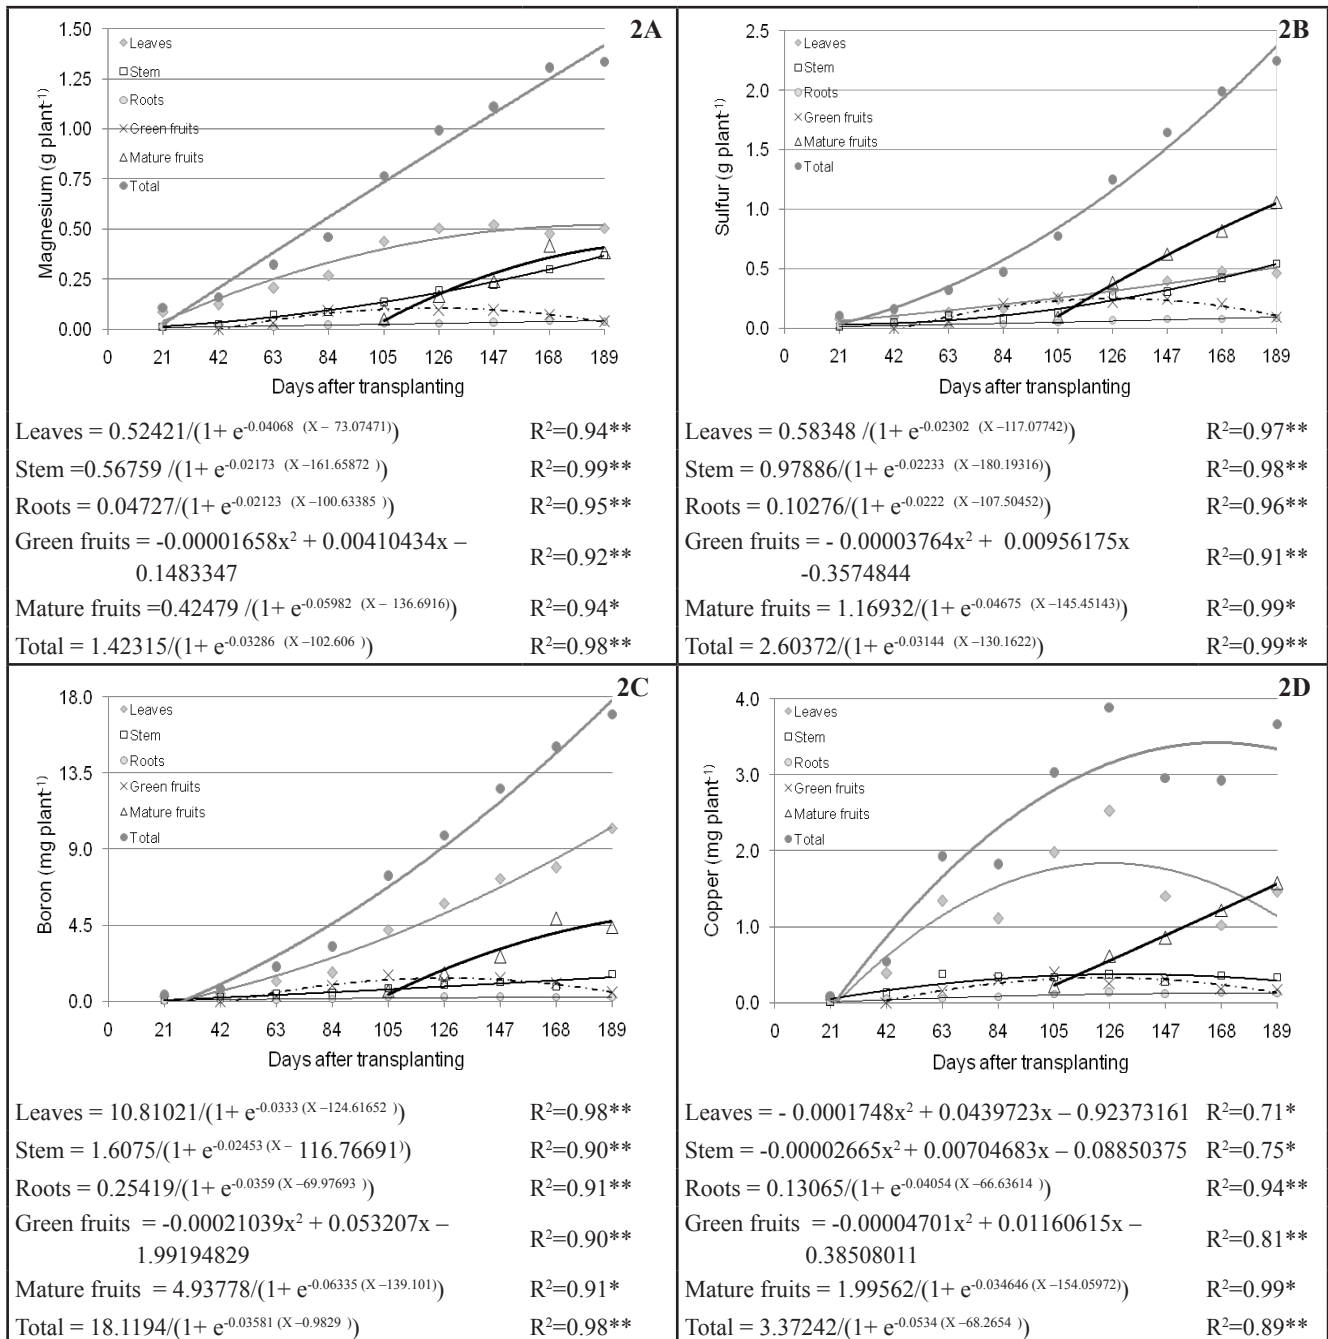 2A
1.50
1.25
1.00
0.75
0.50
0.25
0.00
Magnesium (g plant⁻¹)
Leaves
Stem
Roots
Green fruits
Mature fruits
Total
0 21 42 63 84 105 126 147 168 189
Days after transplanting
Leaves = 0.52421/(1+ e^-0.04068 (X – 73.07471)) R²=0.94**
Stem =0.56759 /(1+ e^-0.02173 (X –161.65872 )) R²=0.99**
Roots = 0.04727/(1+ e^-0.02123 (X –100.63385 )) R²=0.95**
Green fruits = -0.00001658x² + 0.00410434x –
0.1483347 R²=0.92**
Mature fruits =0.42479 /(1+ e^-0.05982 (X – 136.6916)) R²=0.94*
Total = 1.42315/(1+ e^-0.03286 (X –102.606 )) R²=0.98**
2B
2.5
2.0
1.5
1.0
0.5
0.0
Sulfur (g plant⁻¹)
Leaves
Stem
Roots
Green fruits
Mature fruits
Total
0 21 42 63 84 105 126 147 168 189
Days after transplanting
Leaves = 0.58348 /(1+ e^-0.02302 (X –117.07742)) R²=0.97**
Stem = 0.97886/(1+ e^-0.02233 (X –180.19316)) R²=0.98**
Roots = 0.10276/(1+ e^-0.0222 (X –107.50452)) R²=0.96**
Green fruits = - 0.00003764x² + 0.00956175x
-0.3574844 R²=0.91**
Mature fruits = 1.16932/(1+ e^-0.04675 (X –145.45143)) R²=0.99*
Total = 2.60372/(1+ e^-0.03144 (X –130.1622)) R²=0.99**
2C
18.0
13.5
9.0
4.5
0.0
Boron (mg plant⁻¹)
Leaves
Stem
Roots
Green fruits
Mature fruits
Total
0 21 42 63 84 105 126 147 168 189
Days after transplanting
Leaves = 10.81021/(1+ e^-0.0333 (X –124.61652 )) R²=0.98**
Stem = 1.6075/(1+ e^-0.02453 (X – 116.76691)) R²=0.90**
Roots = 0.25419/(1+ e^-0.0359 (X –69.97693 )) R²=0.91**
Green fruits = -0.00021039x² + 0.053207x –
1.99194829 R²=0.90**
Mature fruits = 4.93778/(1+ e^-0.06335 (X –139.101)) R²=0.91*
Total = 18.1194/(1+ e^-0.03581 (X –0.9829 )) R²=0.98**
2D
4.0
3.0
2.0
1.0
0.0
Copper (mg plant⁻¹)
Leaves
Stem
Roots
Green fruits
Mature fruits
Total
0 21 42 63 84 105 126 147 168 189
Days after transplanting
Leaves = - 0.0001748x² + 0.0439723x – 0.92373161 R²=0.71*
Stem = -0.00002665x² + 0.00704683x – 0.08850375 R²=0.75*
Roots = 0.13065/(1+ e^-0.04054 (X –66.63614 )) R²=0.94**
Green fruits = -0.00004701x² + 0.01160615x –
0.38508011 R²=0.81**
Mature fruits = 1.99562/(1+ e^-0.034646 (X –154.05972)) R²=0.99*
Total = 3.37242/(1+ e^-0.0534 (X –68.2654 )) R²=0.89**